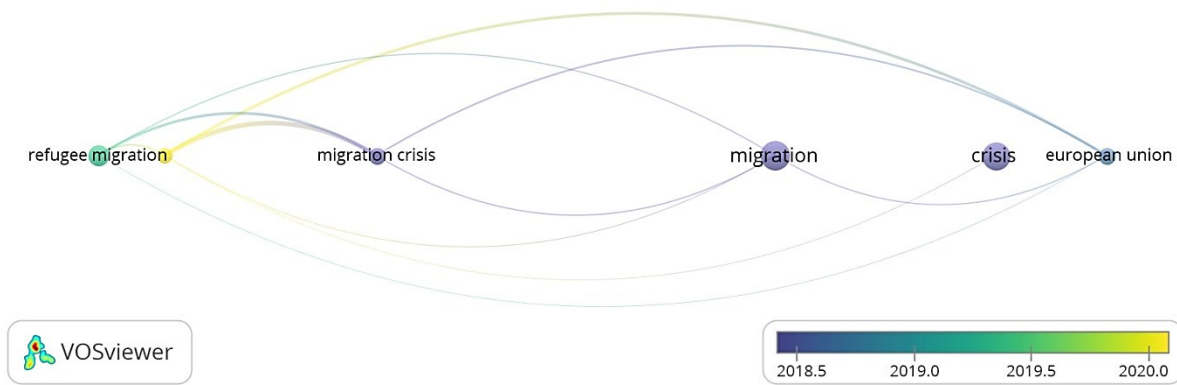 refugee migration
migration crisis
migration
crisis
european union
VOSviewer
2018.5
2019.0
2019.5
2020.0